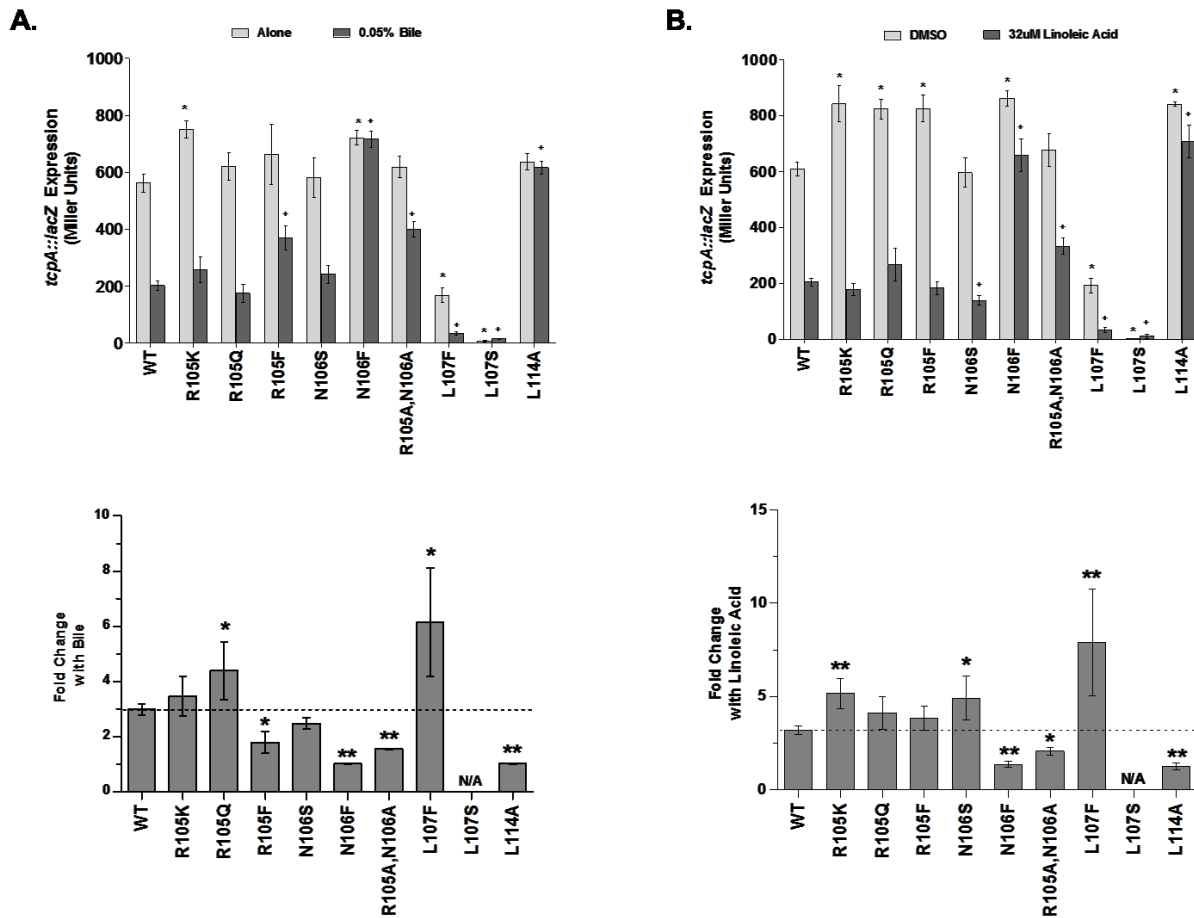 A.
Alone 0.05% Bile
tcpA::lacZ Expression
(Miller Units)
1000
800
600
400
200
0
* * * + + + + * + * +
WT R105K R105Q R105F N106S N106F R105A,N106A L107F L107S L114A
Fold Change
with Bile
10
8
6
4
2
0
* * ** ** * N/A **
WT R105K R105Q R105F N106S N106F R105A,N106A L107F L107S L114A
B.
DMSO 32uM Linoleic Acid
tcpA::lacZ Expression
(Miller Units)
1000
800
600
400
200
0
* * * + * + + * + * + * +
WT R105K R105Q R105F N106S N106F R105A,N106A L107F L107S L114A
Fold Change
with Linoleic Acid
15
10
5
0
** * ** * ** N/A **
WT R105K R105Q R105F N106S N106F R105A,N106A L107F L107S L114A